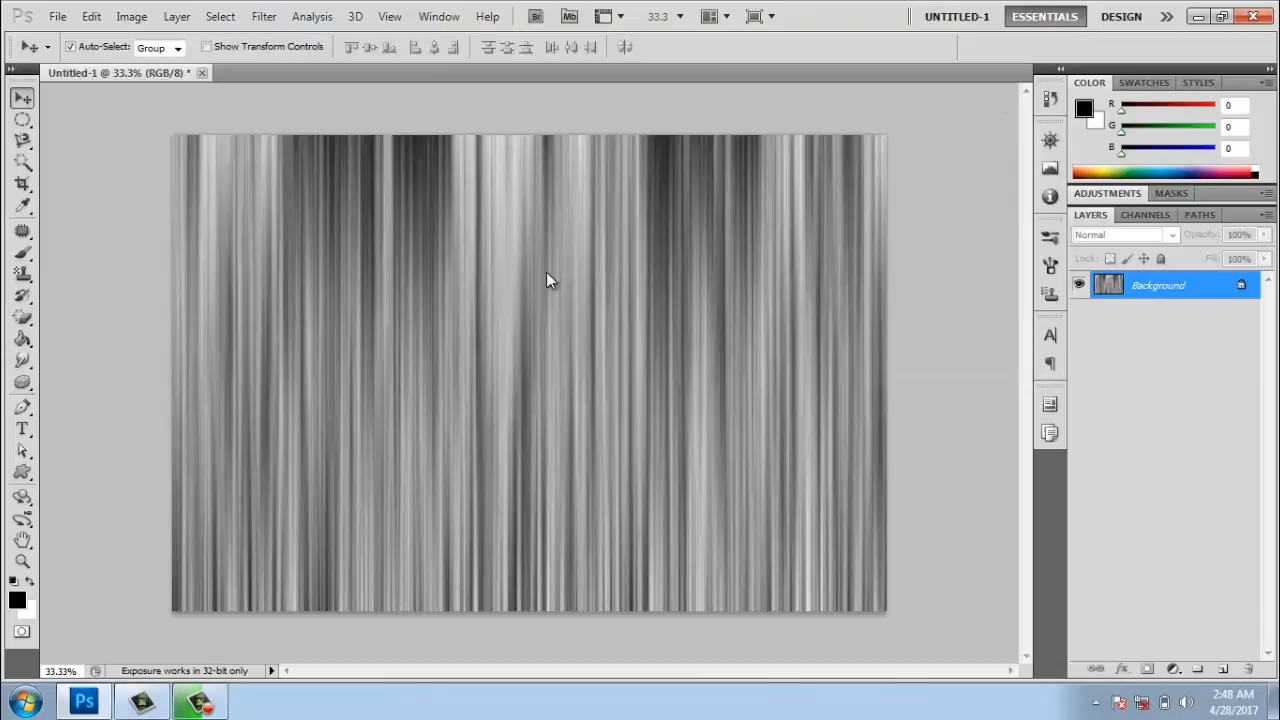 Ps File Edit Image Layer Select Filter Analysis 3D View Window Help Br Mb 33.3 UNTITLED-1 ESSENTIALS DESIGN
Auto-Select: Group Show Transform Controls
Untitled-1 @ 33.3% (RGB/8) *
COLOR SWATCHES STYLES
R 0
G 0
B 0
ADJUSTMENTS MASKS
LAYERS CHANNELS PATHS
Normal Opacity: 100%
Lock: Fill: 100%
Background
33.33% Exposure works in 32-bit only
Ps
2:48 AM
4/28/2017